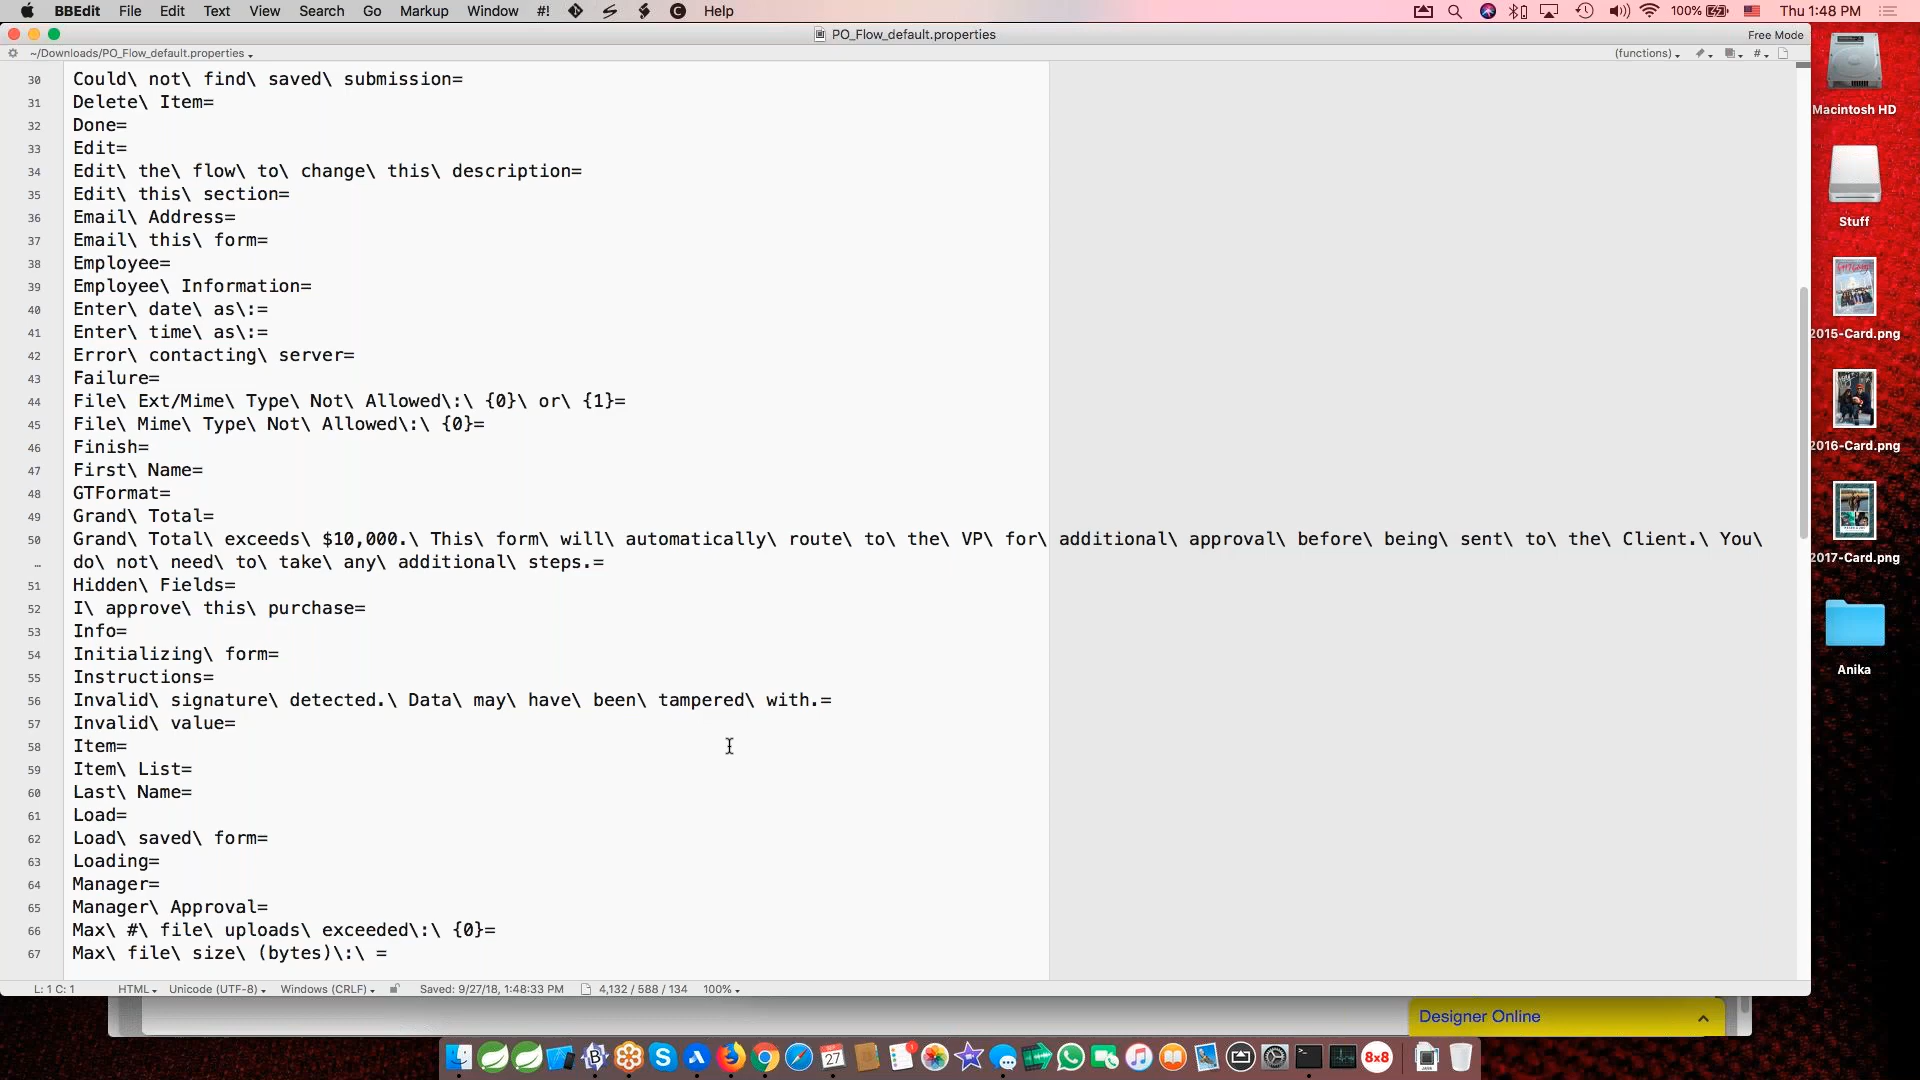 BBEdit File Edit Text View Search Go Markup Window #! Help
100% Thu 1:48 PM
PO_Flow_default.properties
Free Mode
~/Downloads/PO_Flow_default.properties
(functions)
#
30 Could\ not\ find\ saved\ submission=
31 Delete\ Item=
32 Done=
33 Edit=
34 Edit\ the\ flow\ to\ change\ this\ description=
35 Edit\ this\ section=
36 Email\ Address=
37 Email\ this\ form=
38 Employee=
39 Employee\ Information=
40 Enter\ date\ as\:=
41 Enter\ time\ as\:=
42 Error\ contacting\ server=
43 Failure=
44 File\ Ext/Mime\ Type\ Not\ Allowed\:\ {0}\ or\ {1}=
45 File\ Mime\ Type\ Not\ Allowed\:\ {0}=
46 Finish=
47 First\ Name=
48 GTFormat=
49 Grand\ Total=
50 Grand\ Total\ exceeds\ $10,000.\ This\ form\ will\ automatically\ route\ to\ the\ VP\ for\ additional\ approval\ before\ being\ sent\ to\ the\ Client.\ You\
do\ not\ need\ to\ take\ any\ additional\ steps.=
51 Hidden\ Fields=
52 I\ approve\ this\ purchase=
53 Info=
54 Initializing\ form=
55 Instructions=
56 Invalid\ signature\ detected.\ Data\ may\ have\ been\ tampered\ with.=
57 Invalid\ value=
58 Item=
59 Item\ List=
60 Last\ Name=
61 Load=
62 Load\ saved\ form=
63 Loading=
64 Manager=
65 Manager\ Approval=
66 Max\ #\ file\ uploads\ exceeded\:\ {0}=
67 Max\ file\ size\ (bytes)\:\ =
L: 1 C: 1 HTML Unicode (UTF-8) Windows (CRLF) Saved: 9/27/18, 1:48:33 PM 4,132 / 588 / 134 100%
Macintosh HD
Stuff
2015-Card.png
2016-Card.png
2017-Card.png
Anika
Designer Online
27
8x8